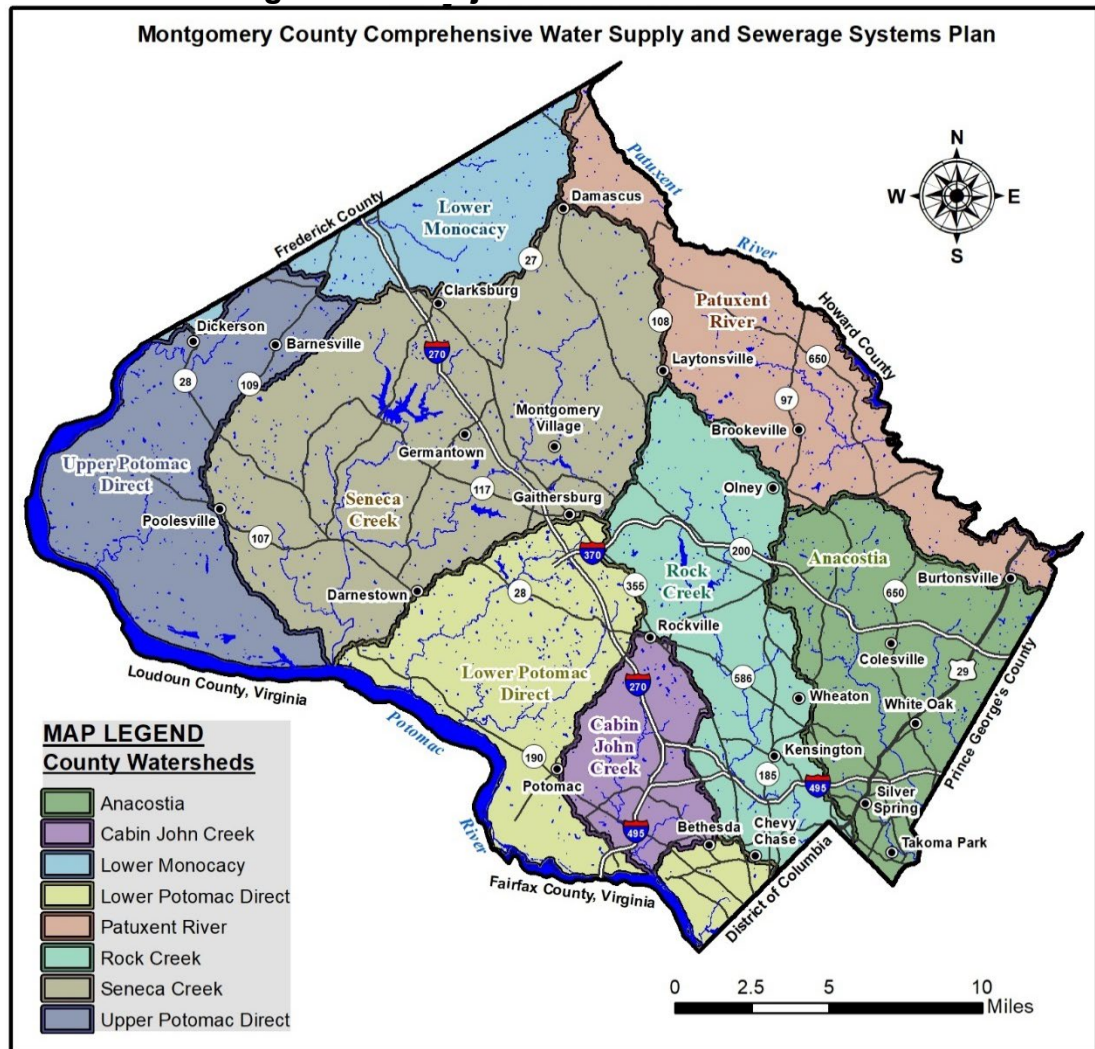 Montgomery County Comprehensive Water Supply and Sewerage Systems Plan
N
W
E
S
Patuxent
River
Damascus
Frederick County
Lower
Monocacy
27
Clarksburg
Howard County
Patuxent
River
108
650
Dickerson
Barnesville
270
Laytonsville
28
109
97
Montgomery
Village
Brookeville
Germantown
Upper Potomac
Direct
Seneca
Creek
117
Gaithersburg
Olney
Poolesville
107
370
200
Anacostia
Rock
Creek
Burtonsville
Darnestown
28
355
650
Rockville
Colesville
29
Loudoun County, Virginia
Lower Potomac
Direct
270
586
Wheaton
White Oak
Prince George's County
Potomac
River
Cabin
John
Creek
Kensington
190
Potomac
185
495
Silver
Spring
495
Bethesda
Chevy
Chase
Takoma Park
Fairfax County, Virginia
District of Columbia
MAP LEGEND
County Watersheds
Anacostia
Cabin John Creek
Lower Monocacy
Lower Potomac Direct
Patuxent River
Rock Creek
Seneca Creek
Upper Potomac Direct
0 2.5 5 10
Miles